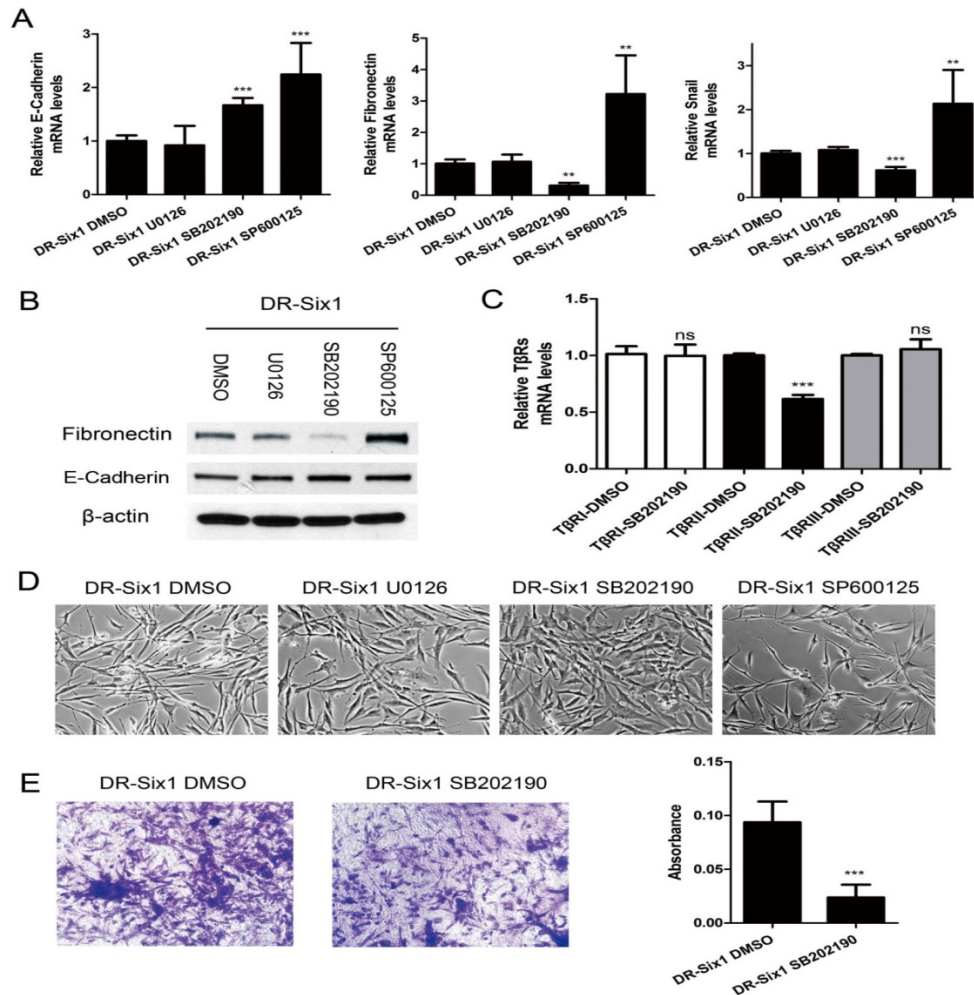 A
Relative E-Cadherin
mRNA levels
3
2
1
0
***
***
DR-Six1 DMSO
DR-Six1 U0126
DR-Six1 SB202190
DR-Six1 SP600125
Relative Fibronectin
mRNA levels
5
4
3
2
1
0
**
**
DR-Six1 DMSO
DR-Six1 U0126
DR-Six1 SB202190
DR-Six1 SP600125
Relative Snail
mRNA levels
3
2
1
0
***
**
DR-Six1 DMSO
DR-Six1 U0126
DR-Six1 SB202190
DR-Six1 SP600125
B
DR-Six1
DMSO
U0126
SB202190
SP600125
Fibronectin
E-Cadherin
β-actin
C
Relative TβRs
mRNA levels
1.5
1.0
0.5
0.0
ns
***
ns
TβRI-DMSO
TβRI-SB202190
TβRII-DMSO
TβRII-SB202190
TβRIII-DMSO
TβRIII-SB202190
D
DR-Six1 DMSO
DR-Six1 U0126
DR-Six1 SB202190
DR-Six1 SP600125
E
DR-Six1 DMSO
DR-Six1 SB202190
Absorbance
0.15
0.10
0.05
0.00
***
DR-Six1 DMSO
DR-Six1 SB202190